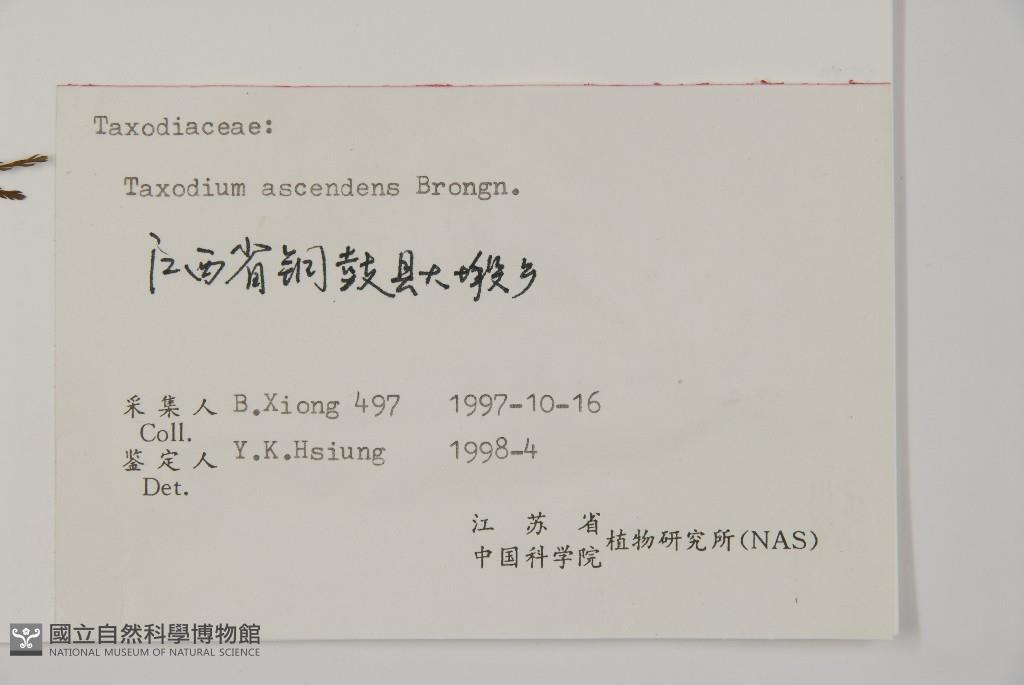 Taxodiaceae:
Taxodium ascendens Brongn.
江西省铜鼓县大塅乡
采集人 B.Xiong 497 1997-10-16
Coll.
鉴定人 Y.K.Hsiung 1998-4
Det.
江苏省
中国科学院 植物研究所(NAS)
國立自然科學博物館
NATIONAL MUSEUM OF NATURAL SCIENCE